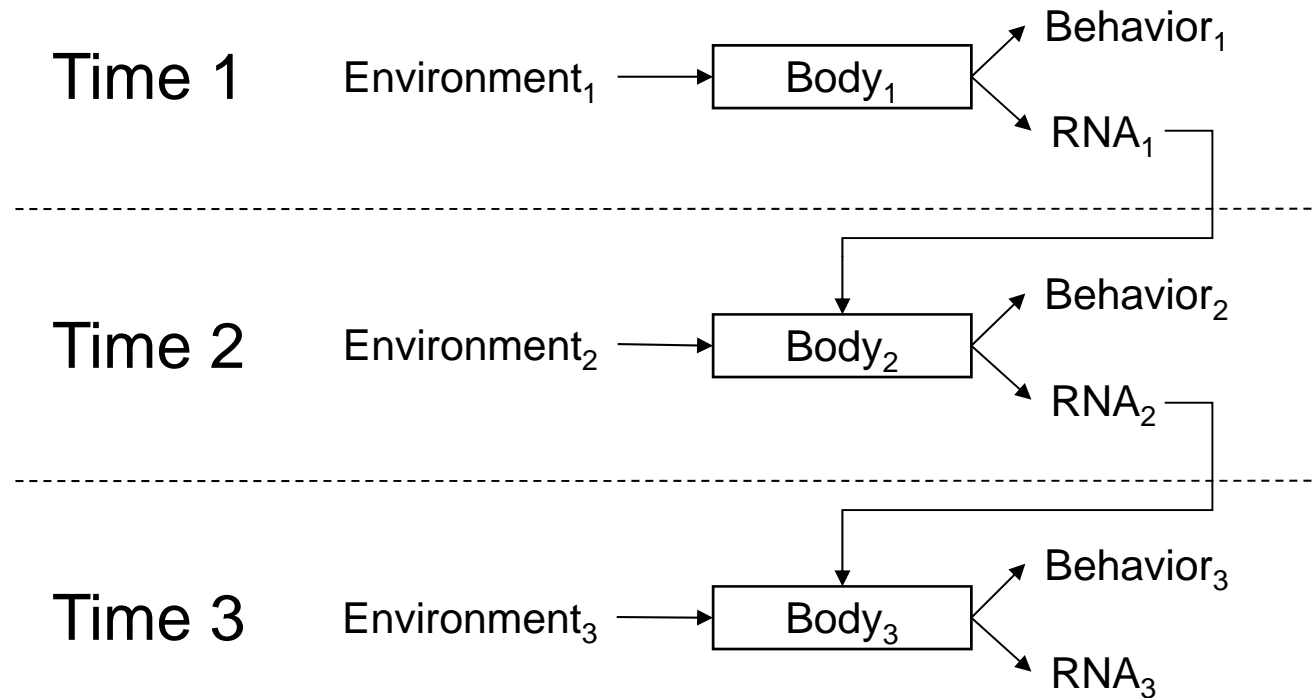 Behavior₁
Time 1 Environment₁ Body₁
RNA₁
Behavior₂
Time 2 Environment₂ Body₂
RNA₂
Behavior₃
Time 3 Environment₃ Body₃
RNA₃